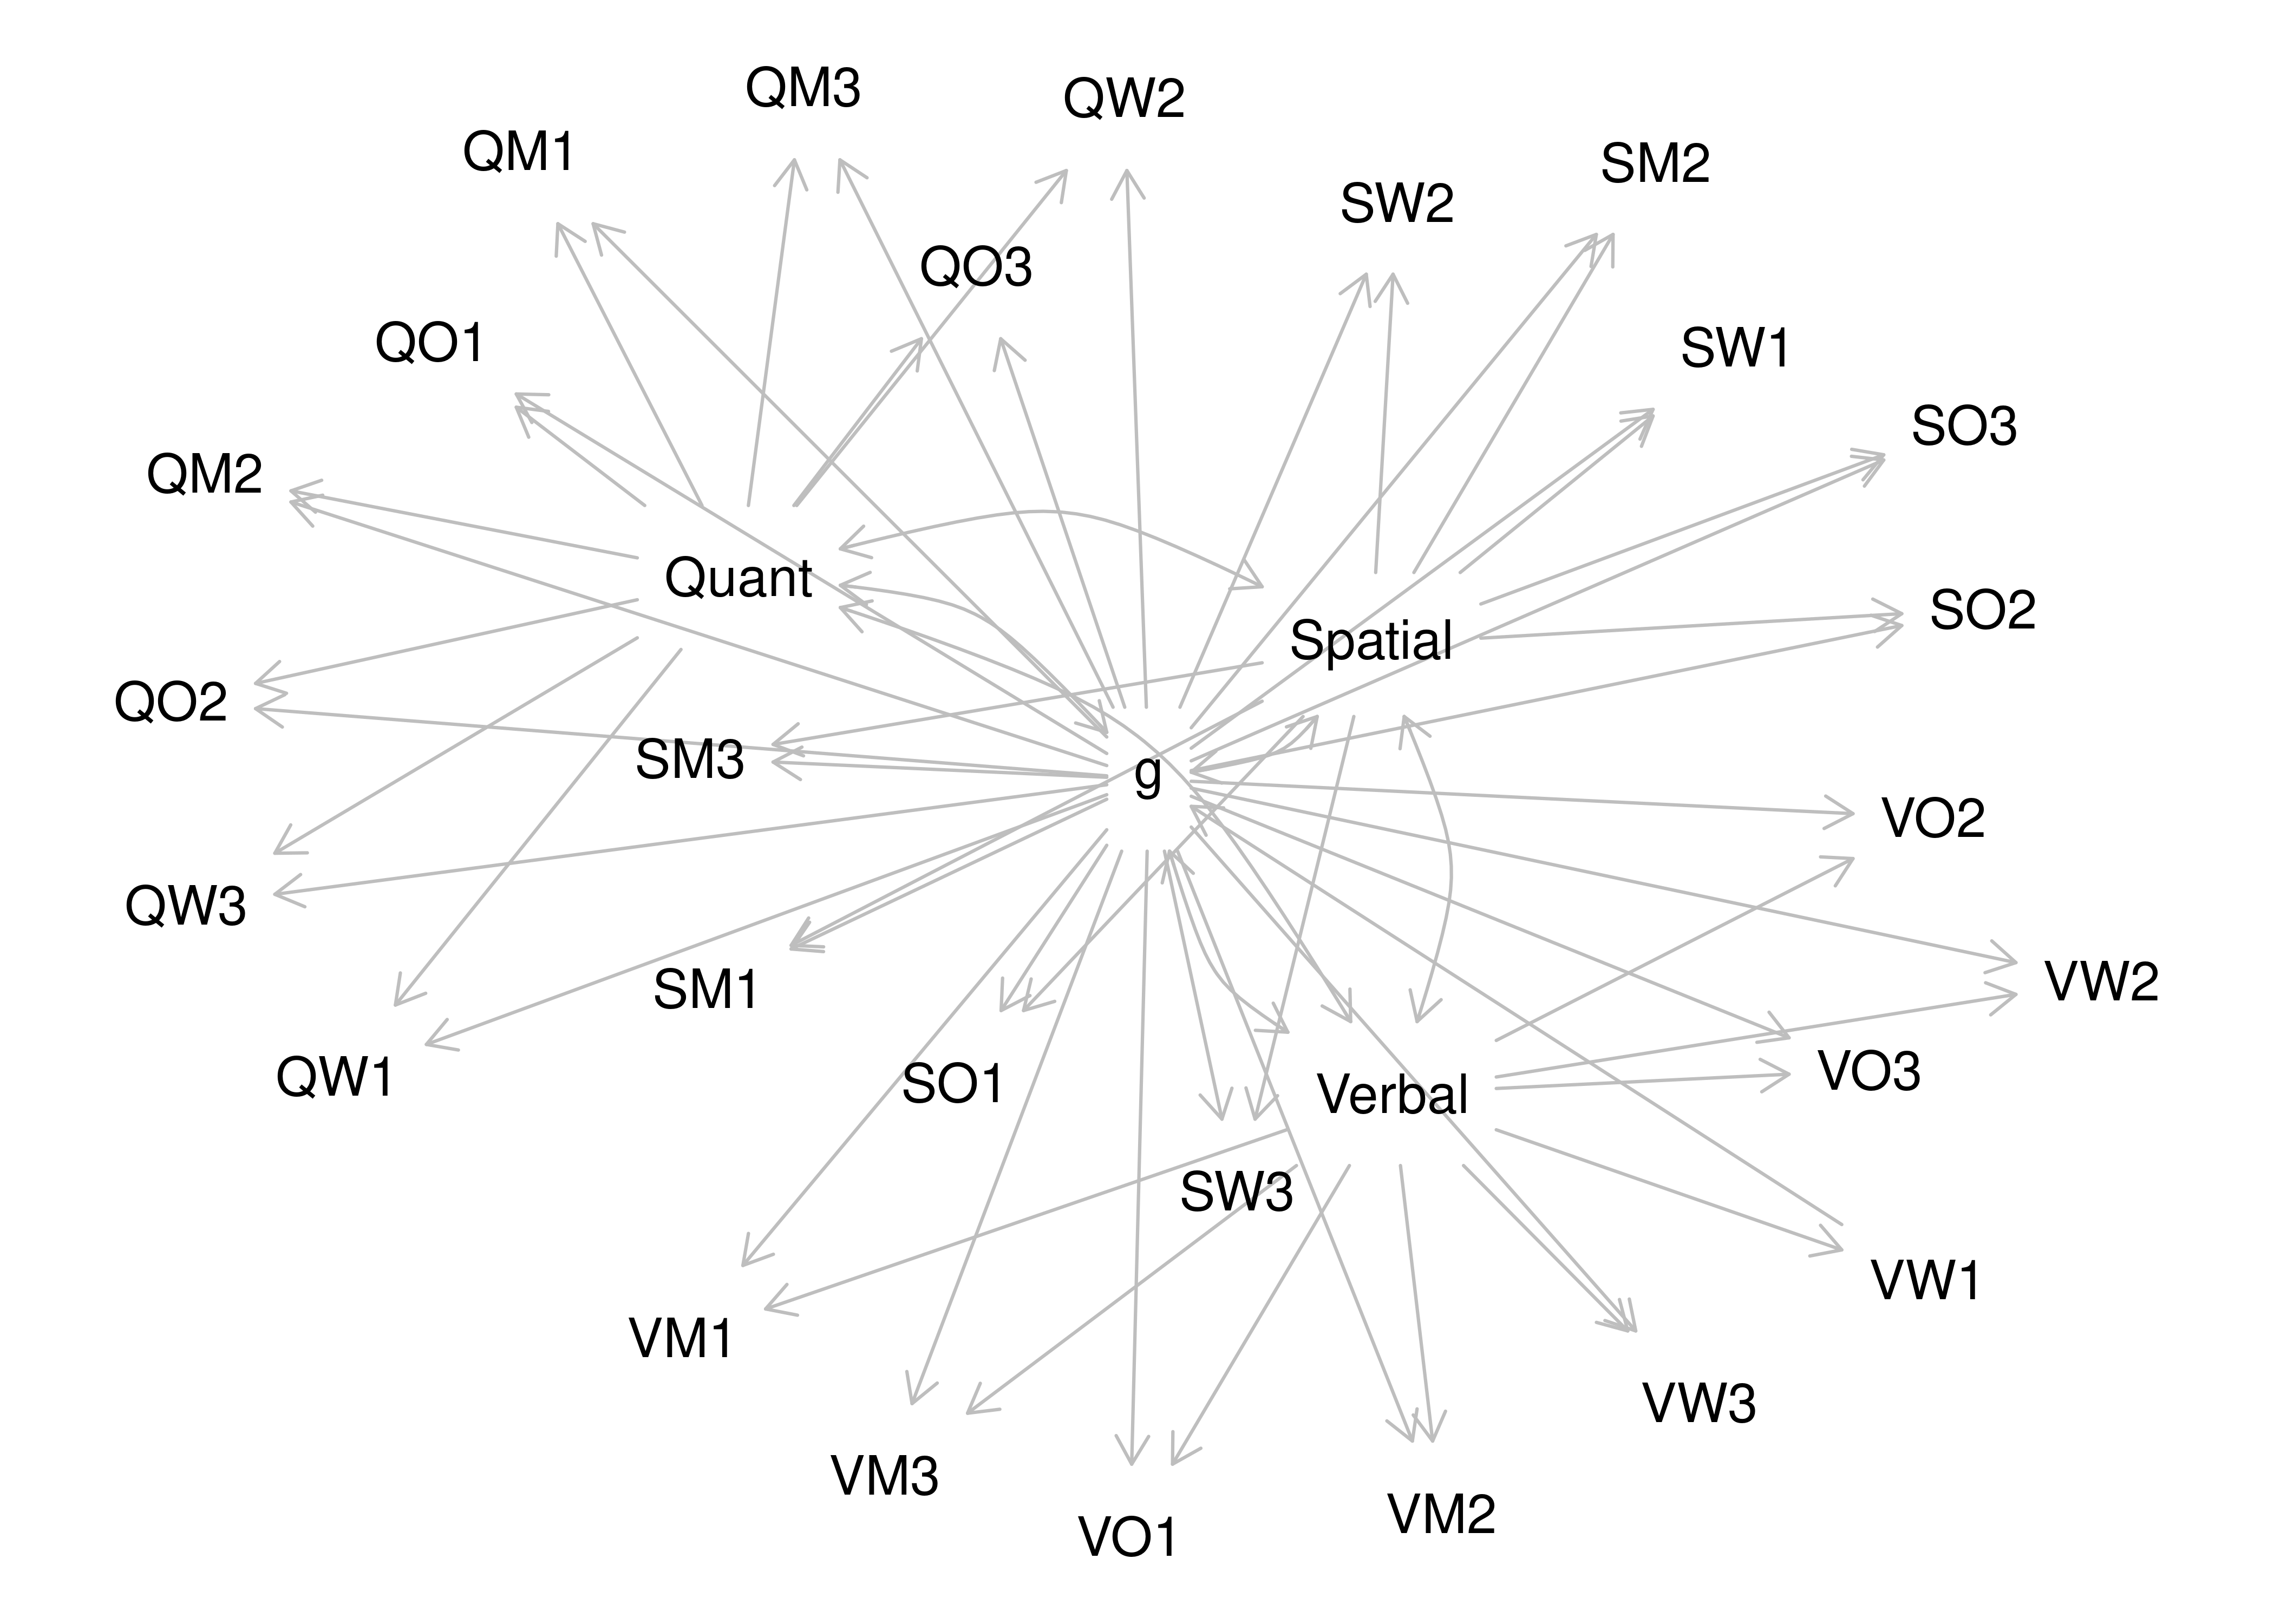 QM3
QW2
QM1
SM2
SW2
QO3
QO1
SW1
SO3
QM2
Quant
SO2
Spatial
QO2
SM3
g
VO2
QW3
SM1
VW2
QW1
SO1
VO3
Verbal
SW3
VW1
VM1
VW3
VM3
VM2
VO1